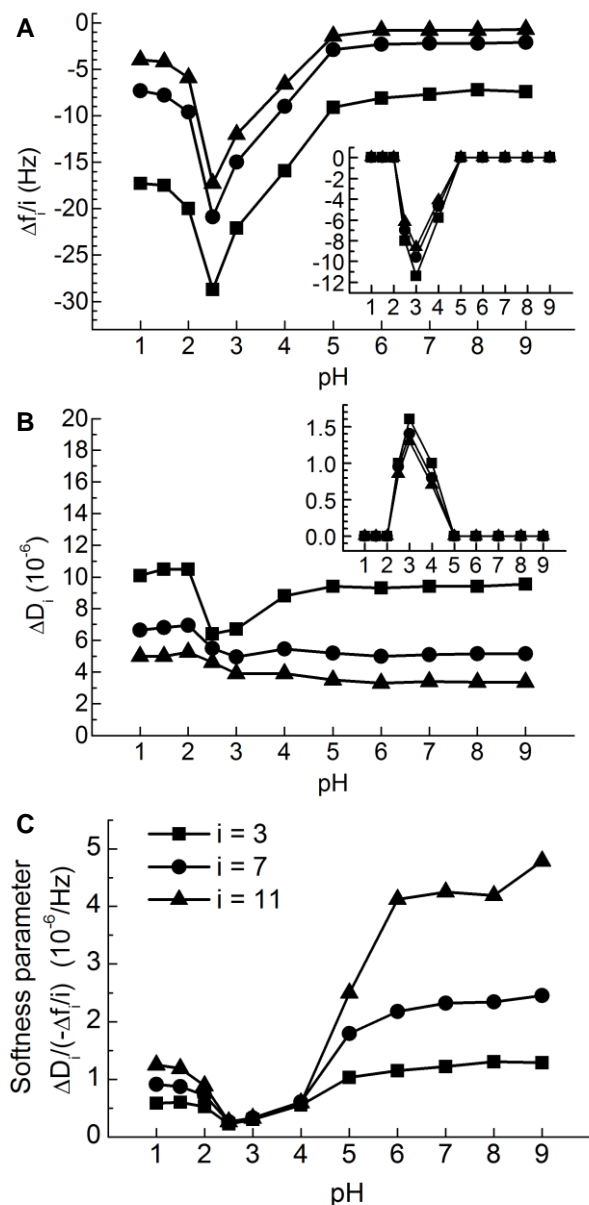 A
0
-5
-10
-15
-20
-25
-30
Δfᵢ/i (Hz)
0
-2
-4
-6
-8
-10
-12
1 2 3 4 5 6 7 8 9
1 2 3 4 5 6 7 8 9
pH
B
20
18
16
14
12
10
8
6
4
2
0
ΔDᵢ (10⁻⁶)
1.5
1.0
0.5
0.0
1 2 3 4 5 6 7 8 9
1 2 3 4 5 6 7 8 9
pH
C
i = 3
i = 7
i = 11
5
4
3
2
1
0
Softness parameter
ΔDᵢ/(-Δfᵢ/i) (10⁻⁶/Hz)
1 2 3 4 5 6 7 8 9
pH